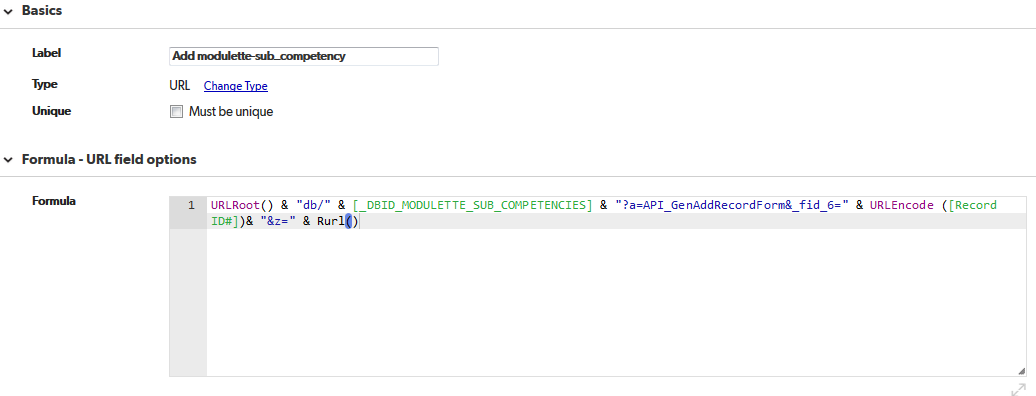 Basics
Label
Add modulette-sub_competency
Type
URL Change Type
Unique
Must be unique
Formula - URL field options
Formula
1 URLRoot() & "db/" & [_DBID_MODULETTE_SUB_COMPETENCIES] & "?a=API_GenAddRecordForm&_fid_6=" & URLEncode ([Record
ID#])& "&z=" & Rurl()